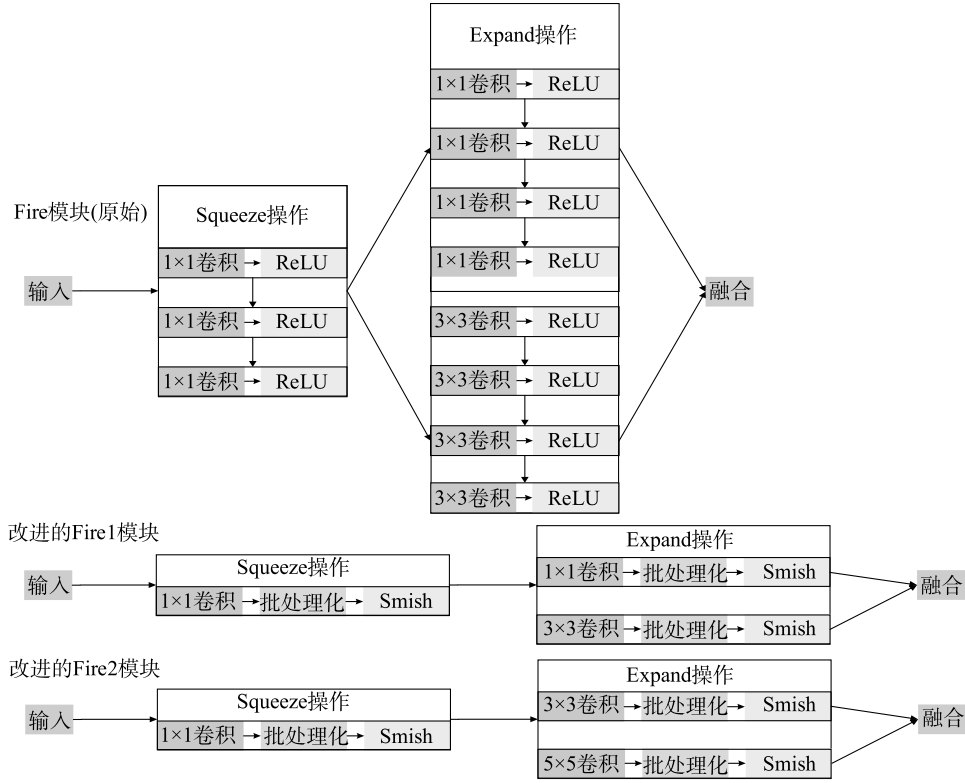 Expand操作
1×1卷积 ReLU
1×1卷积 ReLU
1×1卷积 ReLU
1×1卷积 ReLU
3×3卷积 ReLU
3×3卷积 ReLU
3×3卷积 ReLU
3×3卷积 ReLU
Fire模块(原始)
Squeeze操作
输入
1×1卷积 ReLU
1×1卷积 ReLU
1×1卷积 ReLU
融合
改进的Fire1模块
输入
Squeeze操作
1×1卷积 批处理化 Smish
Expand操作
1×1卷积 批处理化 Smish
3×3卷积 批处理化 Smish
融合
改进的Fire2模块
输入
Squeeze操作
1×1卷积 批处理化 Smish
Expand操作
3×3卷积 批处理化 Smish
5×5卷积 批处理化 Smish
融合